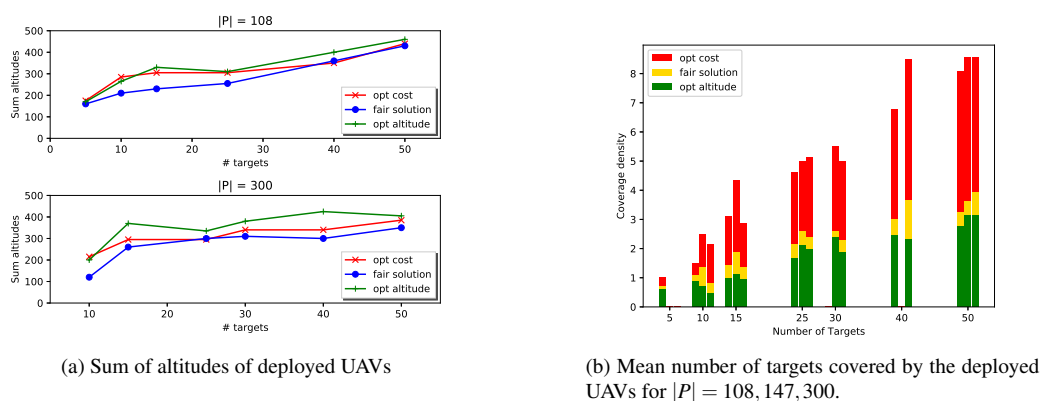 |P| = 108
500
400
300
200
100
0
Sum altitudes
opt cost
fair solution
opt altitude
0 10 20 30 40 50
# targets
|P| = 300
500
400
300
200
100
0
Sum altitudes
opt cost
fair solution
opt altitude
10 20 30 40 50
# targets
(a) Sum of altitudes of deployed UAVs
opt cost
fair solution
opt altitude
8
7
6
5
4
3
2
1
0
Coverage density
5 10 15 25 30 40 50
Number of Targets
(b) Mean number of targets covered by the deployed
UAVs for |P| = 108,147,300.